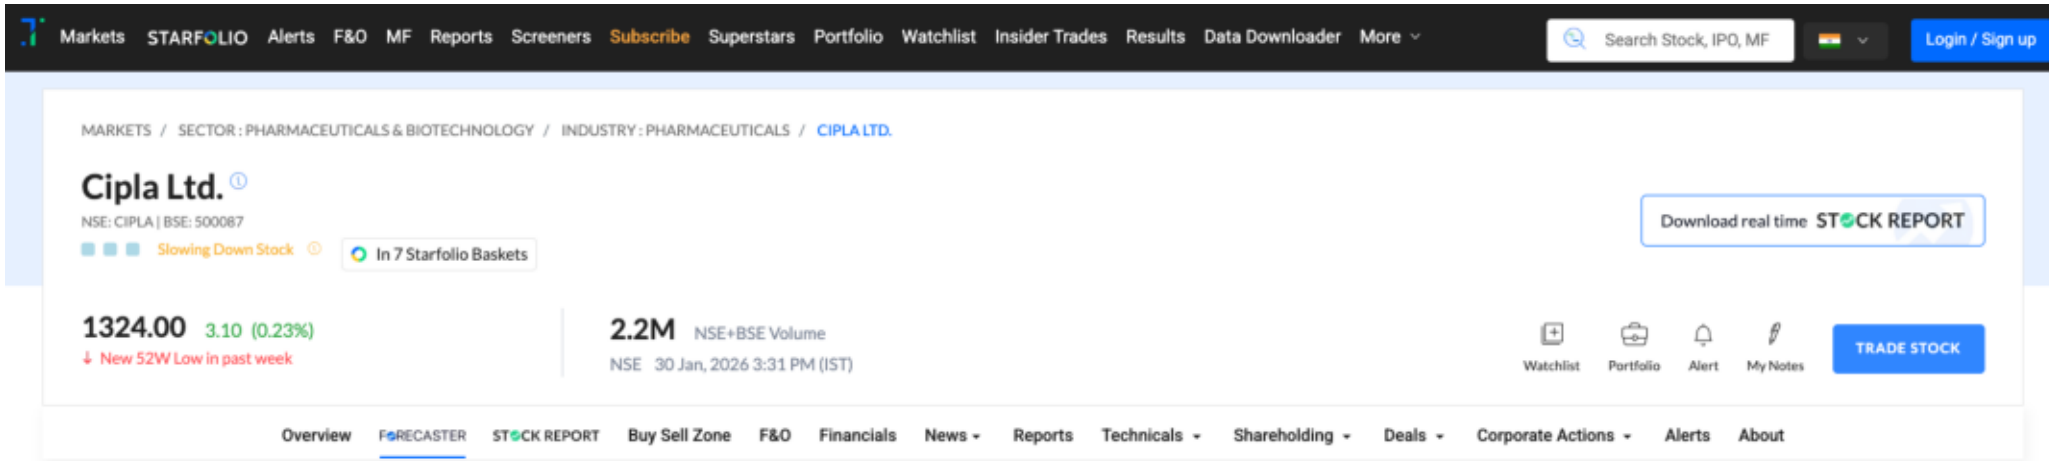 Markets STARFOLIO Alerts F&O MF Reports Screeners Subscribe Superstars Portfolio Watchlist Insider Trades Results Data Downloader More Search Stock, IPO, MF Login / Sign up
MARKETS / SECTOR : PHARMACEUTICALS & BIOTECHNOLOGY / INDUSTRY : PHARMACEUTICALS / CIPLA LTD.
Cipla Ltd.
NSE: CIPLA | BSE: 500087
Slowing Down Stock In 7 Starfolio Baskets
Download real time STOCK REPORT
1324.00 3.10 (0.23%)
↓ New 52W Low in past week
2.2M NSE+BSE Volume
NSE 30 Jan, 2026 3:31 PM (IST)
Watchlist Portfolio Alert My Notes
TRADE STOCK
Overview FORECASTER STOCK REPORT Buy Sell Zone F&O Financials News Reports Technicals Shareholding Deals Corporate Actions Alerts About